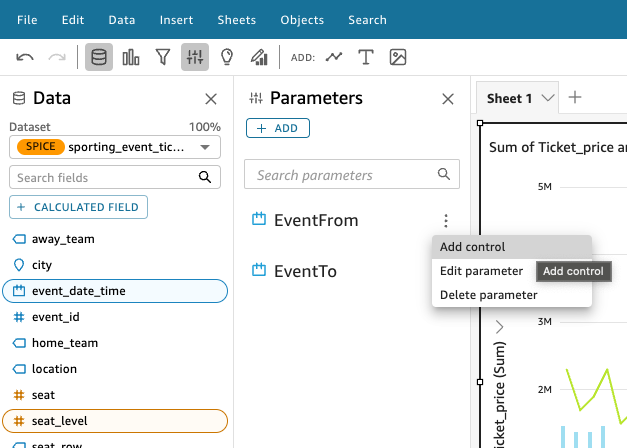 File Edit Data Insert Sheets Objects Search
ADD:
Data
Dataset 100%
SPICE sporting_event_tic...
Search fields
+ CALCULATED FIELD
away_team
city
event_date_time
event_id
home_team
location
seat
seat_level
seat_row
Parameters
+ ADD
Search parameters
EventFrom
EventTo
Add control
Edit parameter
Delete parameter
Add control
Sheet 1
Sum of Ticket_price a
5M
3M
2M
icket_price (Sum)